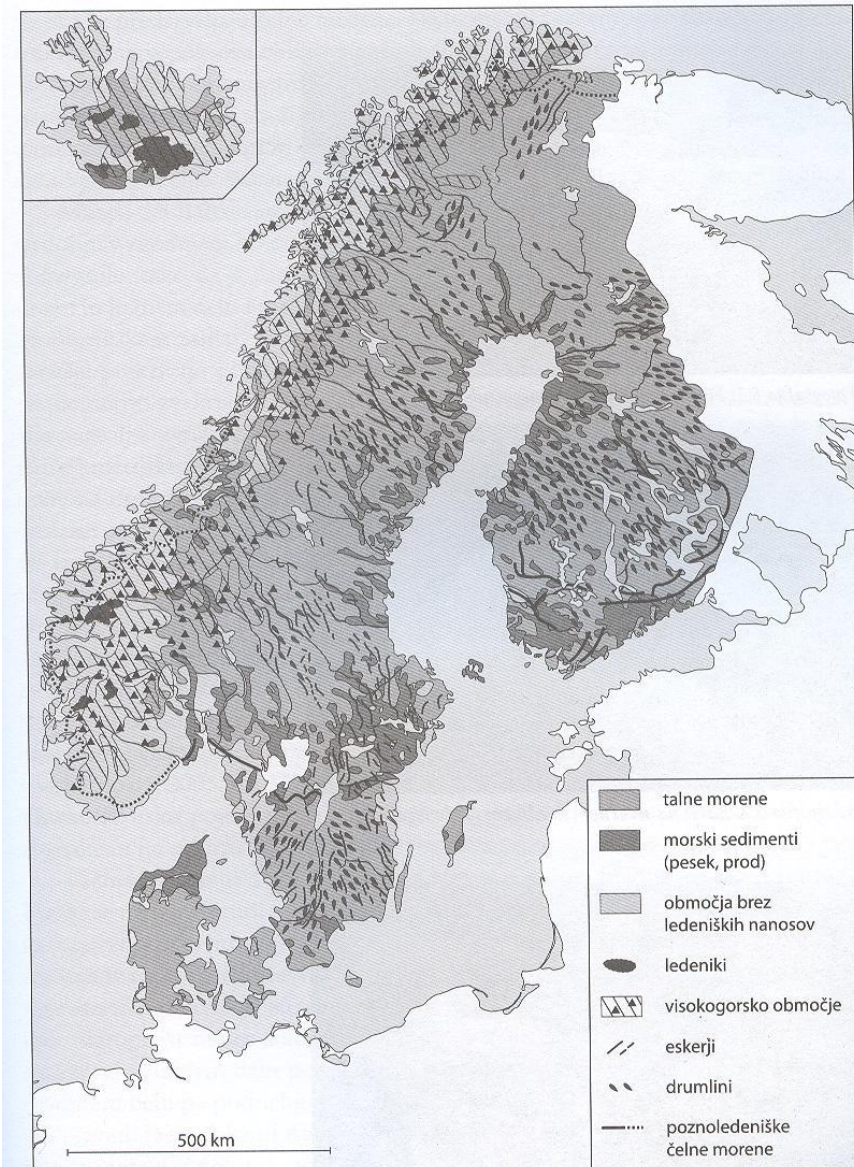 talne morene
morski sedimenti
(pesek, prod)
območja brez
ledeniških nanosov
ledeniki
visokogorsko območje
eskerji
drumlini
poznoledeniške
čelne morene
500 km